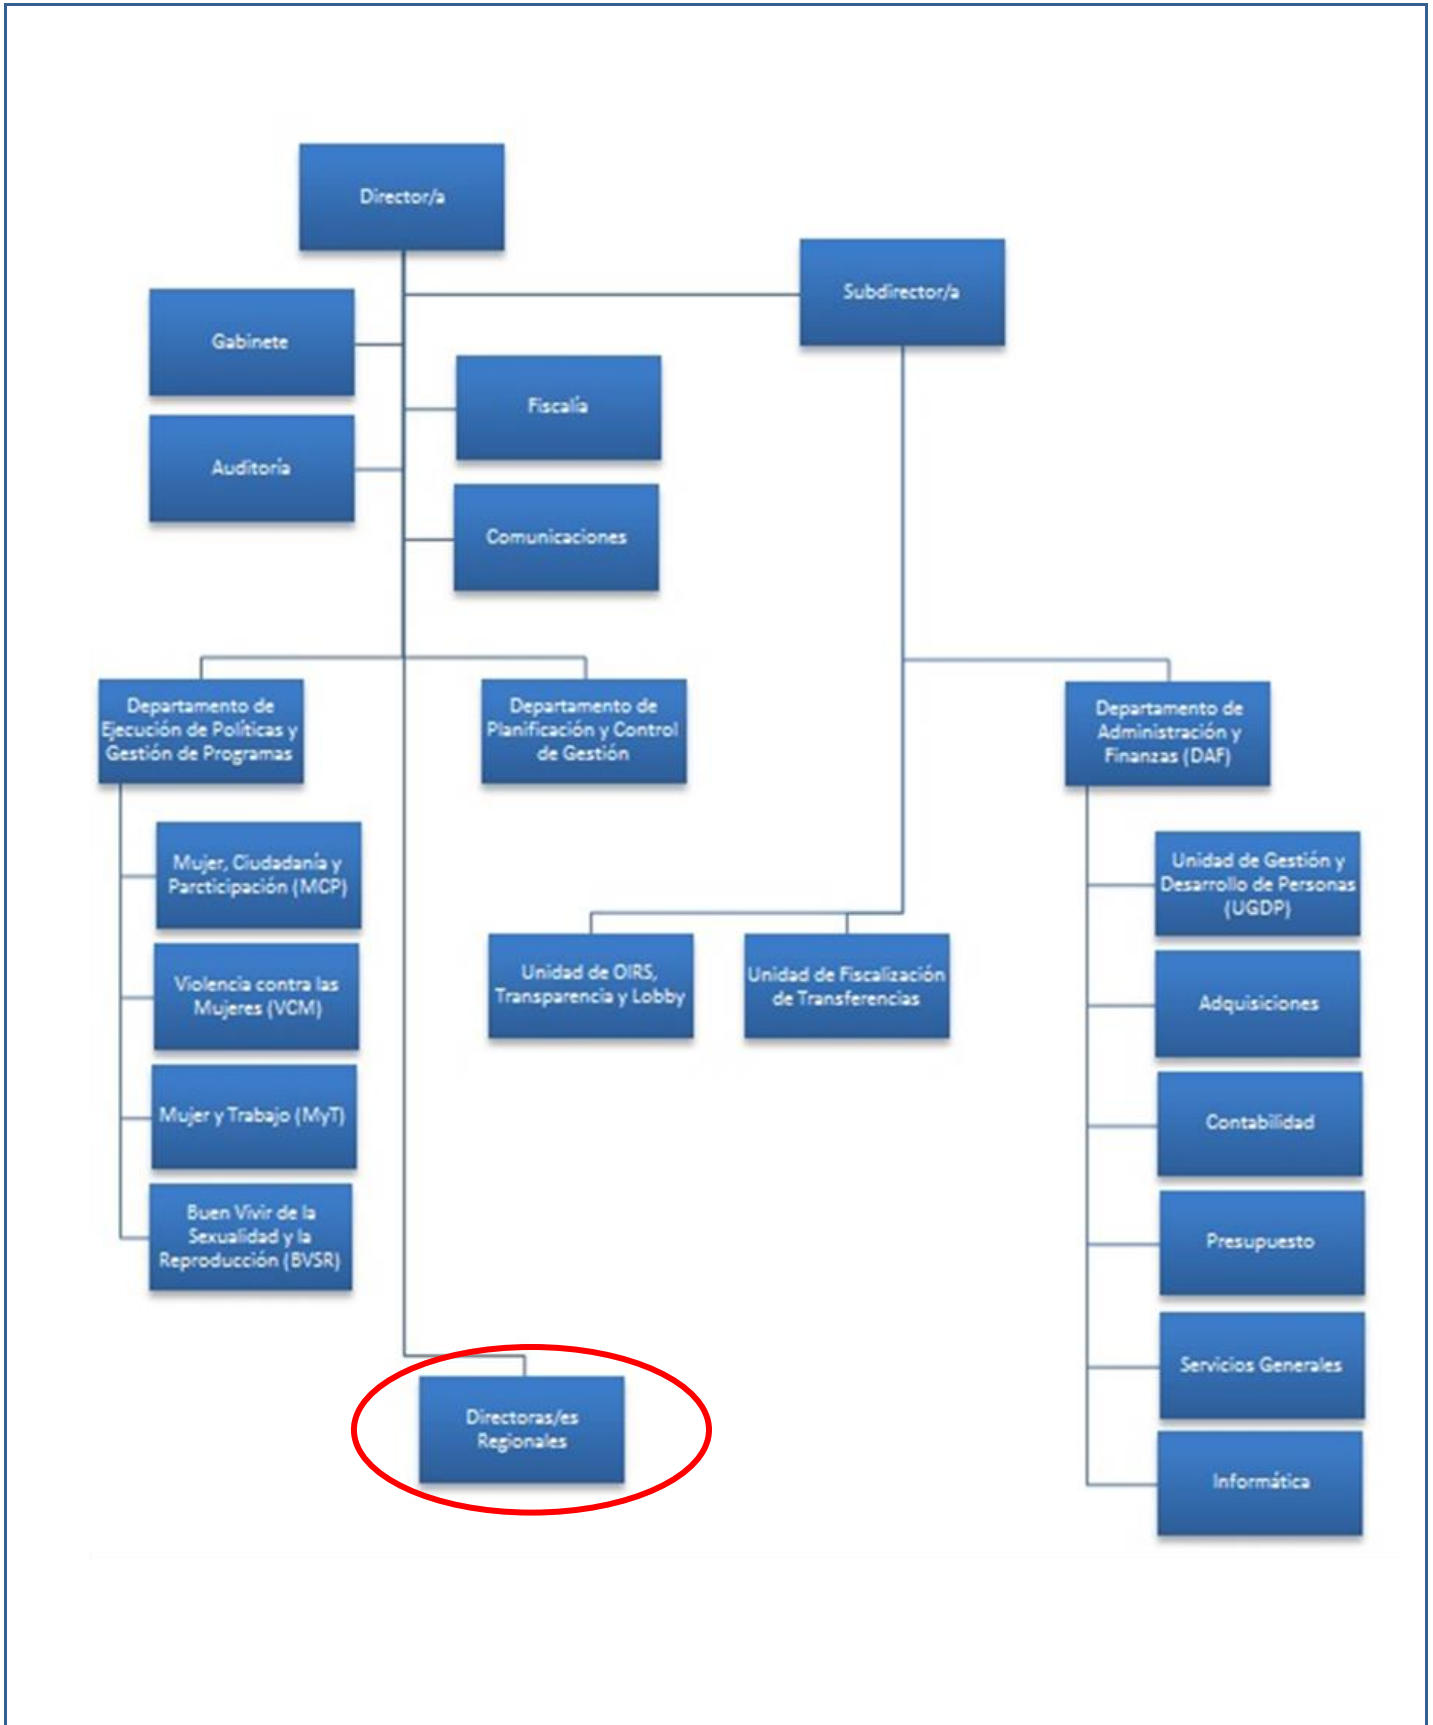 Director/a
Subdirector/a
Gabinete
Fiscalía
Auditoría
Comunicaciones
Departamento de
Ejecución de Políticas y
Gestión de Programas
Departamento de
Planificación y Control
de Gestión
Departamento de
Administración y
Finanzas (DAF)
Mujer, Ciudadanía y
Parcticipación (MCP)
Violencia contra las
Mujeres (VCM)
Mujer y Trabajo (MyT)
Buen Vivir de la
Sexualidad y la
Reproducción (BVSR)
Unidad de OIRS,
Transparencia y Lobby
Unidad de Fiscalización
de Transferencias
Unidad de Gestión y
Desarrollo de Personas
(UGDP)
Adquisiciones
Contabilidad
Presupuesto
Servicios Generales
Informática
Directoras/es
Regionales